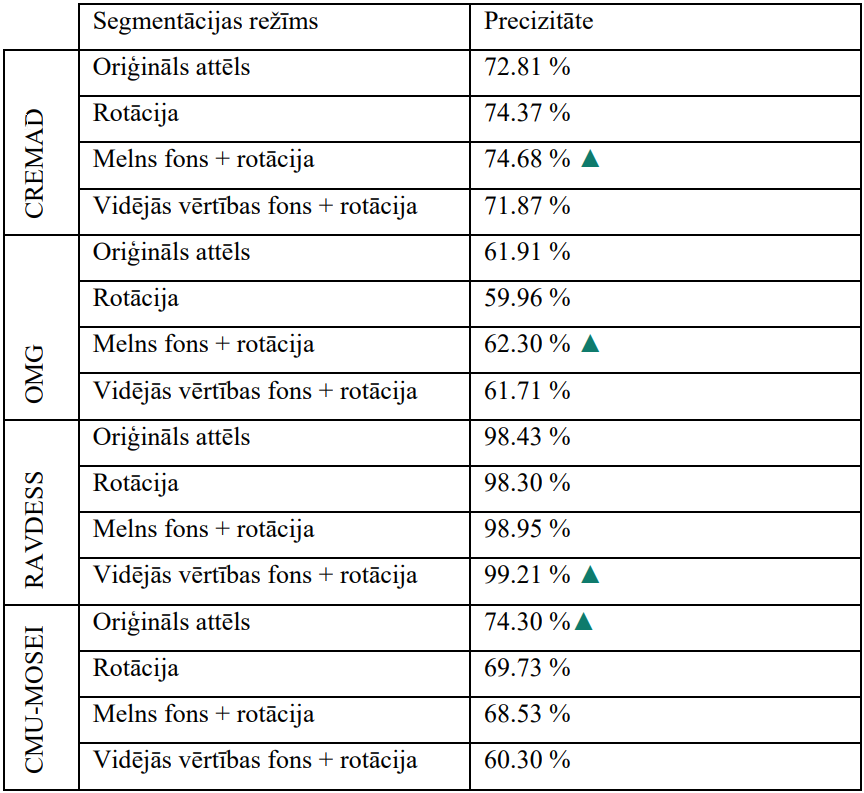 Segmentācijas režīms Precizitāte
CREMAD
Oriģināls attēls 72.81 %
Rotācija 74.37 %
Melns fons + rotācija 74.68 % ▲
Vidējās vērtības fons + rotācija 71.87 %
OMG
Oriģināls attēls 61.91 %
Rotācija 59.96 %
Melns fons + rotācija 62.30 % ▲
Vidējās vērtības fons + rotācija 61.71 %
RAVDESS
Oriģināls attēls 98.43 %
Rotācija 98.30 %
Melns fons + rotācija 98.95 %
Vidējās vērtības fons + rotācija 99.21 % ▲
CMU-MOSEI
Oriģināls attēls 74.30 %▲
Rotācija 69.73 %
Melns fons + rotācija 68.53 %
Vidējās vērtības fons + rotācija 60.30 %